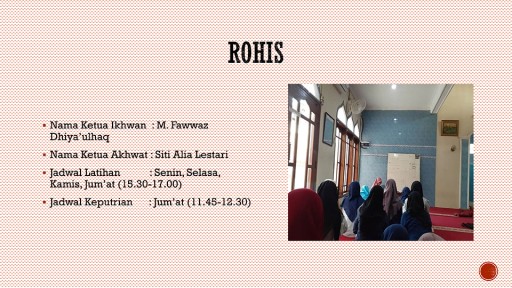 ROHIS
▪ Nama Ketua Ikhwan : M. Fawwaz
Dhiya'ulhaq
▪ Nama Ketua Akhwat : Siti Alia Lestari
▪ Jadwal Latihan : Senin, Selasa,
Kamis, Jum'at (15.30-17.00)
▪ Jadwal Keputrian : Jum'at (11.45-12.30)